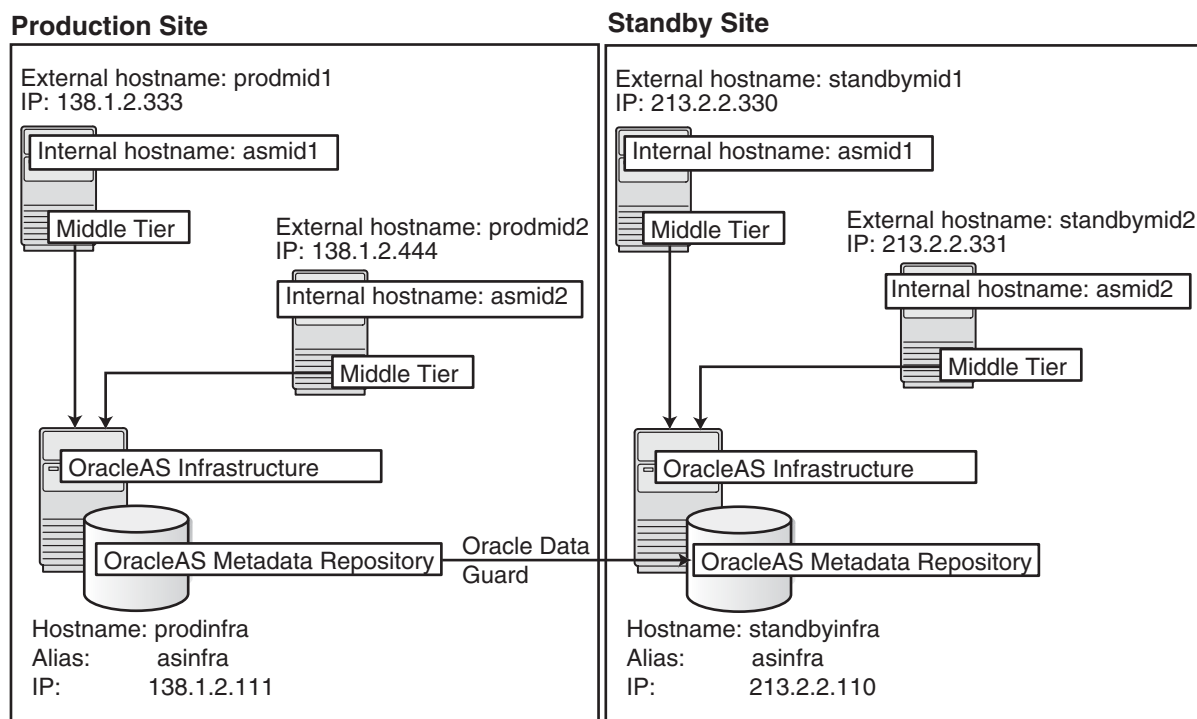 Production Site
External hostname: prodmid1
IP: 138.1.2.333
Internal hostname: asmid1
Middle Tier
External hostname: prodmid2
IP: 138.1.2.444
Internal hostname: asmid2
Middle Tier
OracleAS Infrastructure
OracleAS Metadata Repository
Oracle Data
Guard
Hostname: prodinfra
Alias: asinfra
IP: 138.1.2.111
Standby Site
External hostname: standbymid1
IP: 213.2.2.330
Internal hostname: asmid1
Middle Tier
External hostname: standbymid2
IP: 213.2.2.331
Internal hostname: asmid2
Middle Tier
OracleAS Infrastructure
OracleAS Metadata Repository
Hostname: standbyinfra
Alias: asinfra
IP: 213.2.2.110